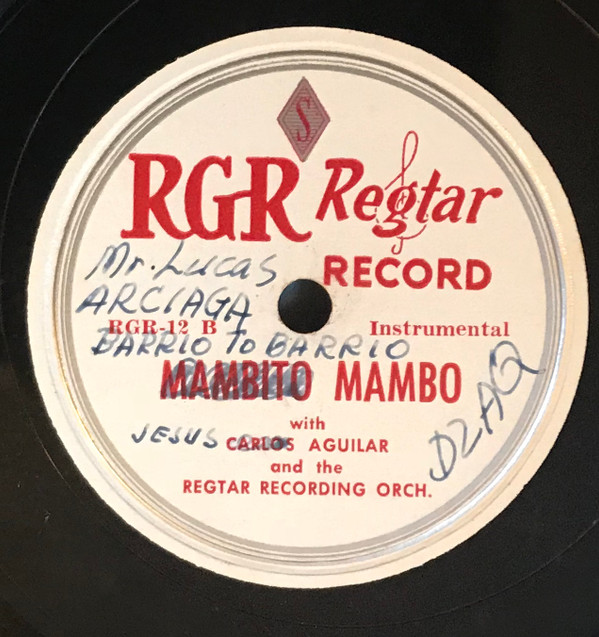 S
RGR Regtar
RECORD
Mr. Lucas
ARCIAGA
RGR-12 B Instrumental
BARRIO TO BARRIO
MAMBITO MAMBO
with
JESUS
CARLOS AGUILAR
and the
REGTAR RECORDING ORCH.
DZAQ